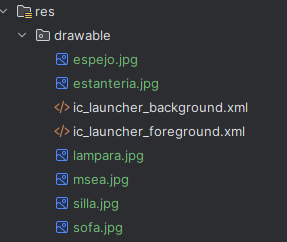 res
drawable
espejo.jpg
estanteria.jpg
ic_launcher_background.xml
ic_launcher_foreground.xml
lampara.jpg
msea.jpg
silla.jpg
sofa.jpg